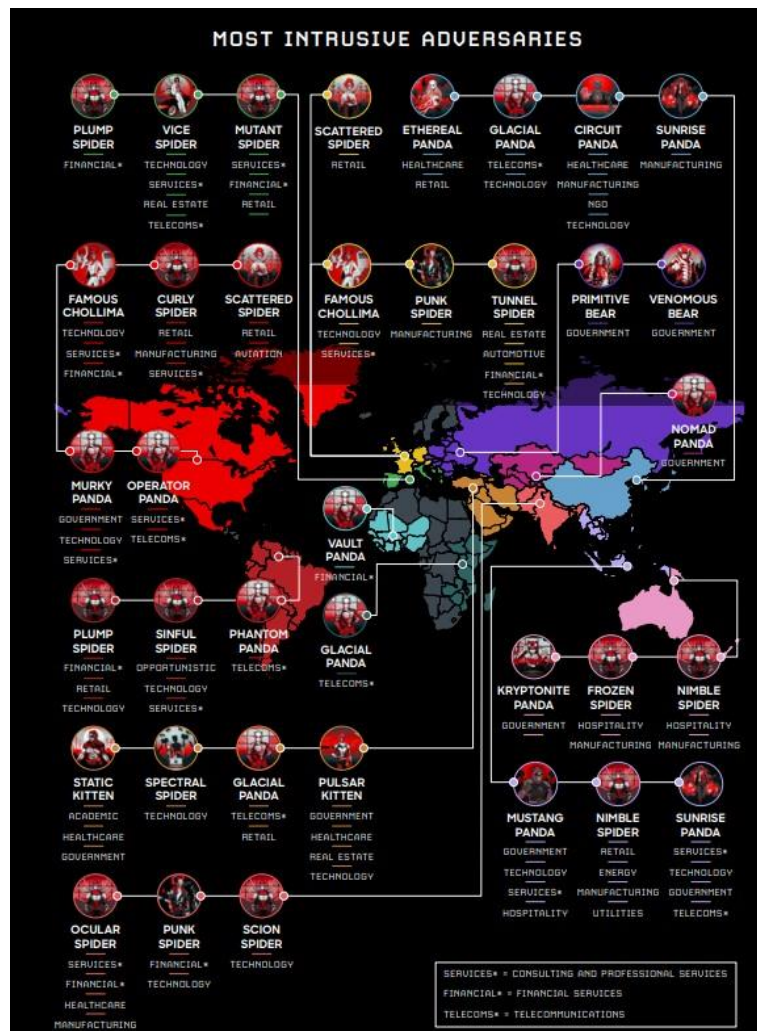 MOST INTRUSIVE ADVERSARIES
PLUMP
SPIDER
FINANCIAL*
VICE
SPIDER
TECHNOLOGY
SERVICES*
REAL ESTATE
TELECOMS*
MUTANT
SPIDER
SERVICES*
FINANCIAL*
RETAIL
SCATTERED
SPIDER
RETAIL
ETHEREAL
PANDA
HEALTHCARE
RETAIL
GLACIAL
PANDA
TELECOMS*
TECHNOLOGY
CIRCUIT
PANDA
HEALTHCARE
MANUFACTURING
NGO
TECHNOLOGY
SUNRISE
PANDA
MANUFACTURING
FAMOUS
CHOLLIMA
TECHNOLOGY
SERVICES*
FINANCIAL*
CURLY
SPIDER
RETAIL
MANUFACTURING
SERVICES*
SCATTERED
SPIDER
RETAIL
AVIATION
FAMOUS
CHOLLIMA
TECHNOLOGY
SERVICES*
PUNK
SPIDER
MANUFACTURING
TUNNEL
SPIDER
REAL ESTATE
AUTOMOTIVE
FINANCIAL*
TECHNOLOGY
PRIMITIVE
BEAR
GOVERNMENT
VENOMOUS
BEAR
GOVERNMENT
NOMAD
PANDA
GOVERNMENT
MURKY
PANDA
GOVERNMENT
TECHNOLOGY
SERVICES*
OPERATOR
PANDA
SERVICES*
TELECOMS*
VAULT
PANDA
FINANCIAL*
PLUMP
SPIDER
FINANCIAL*
RETAIL
TECHNOLOGY
SINFUL
SPIDER
OPPORTUNISTIC
TECHNOLOGY
SERVICES*
PHANTOM
PANDA
TELECOMS*
GLACIAL
PANDA
TELECOMS*
KRYPTONITE
PANDA
GOVERNMENT
FROZEN
SPIDER
HOSPITALITY
MANUFACTURING
NIMBLE
SPIDER
HOSPITALITY
MANUFACTURING
STATIC
KITTEN
ACADEMIC
HEALTHCARE
GOVERNMENT
SPECTRAL
SPIDER
TECHNOLOGY
GLACIAL
PANDA
TELECOMS*
RETAIL
PULSAR
KITTEN
GOVERNMENT
HEALTHCARE
REAL ESTATE
TECHNOLOGY
MUSTANG
PANDA
GOVERNMENT
TECHNOLOGY
SERVICES*
HOSPITALITY
NIMBLE
SPIDER
RETAIL
ENERGY
MANUFACTURING
UTILITIES
SUNRISE
PANDA
SERVICES*
TECHNOLOGY
GOVERNMENT
TELECOMS*
OCULAR
SPIDER
SERVICES*
FINANCIAL*
HEALTHCARE
MANUFACTURING
PUNK
SPIDER
FINANCIAL*
TECHNOLOGY
SCION
SPIDER
TECHNOLOGY
SERVICES* = CONSULTING AND PROFESSIONAL SERVICES
FINANCIAL* = FINANCIAL SERVICES
TELECOMS* = TELECOMMUNICATIONS